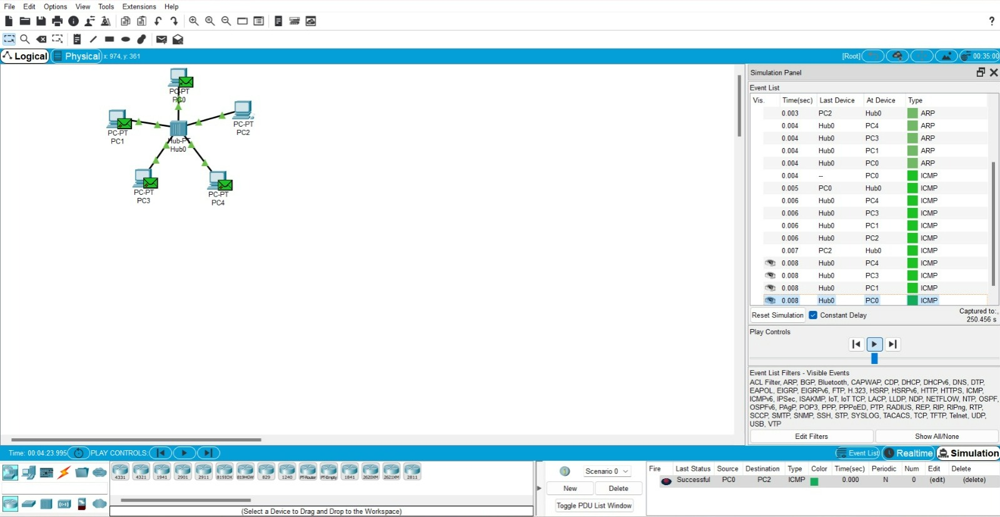 File Edit Options View Tools Extensions Help
?
Logical Physical x: 974, y: 361 [Root] 00:35:00
PC-PT
PC0
PC-PT
PC1
PC-PT
PC2
Hub-PT
Hub0
PC-PT
PC3
PC-PT
PC4
Simulation Panel
Event List
Vis. Time(sec) Last Device At Device Type
0.003 PC2 Hub0 ARP
0.004 Hub0 PC4 ARP
0.004 Hub0 PC3 ARP
0.004 Hub0 PC1 ARP
0.004 Hub0 PC0 ARP
0.004 -- PC0 ICMP
0.005 PC0 Hub0 ICMP
0.006 Hub0 PC4 ICMP
0.006 Hub0 PC3 ICMP
0.006 Hub0 PC1 ICMP
0.006 Hub0 PC2 ICMP
0.007 PC2 Hub0 ICMP
0.008 Hub0 PC4 ICMP
0.008 Hub0 PC3 ICMP
0.008 Hub0 PC1 ICMP
0.008 Hub0 PC0 ICMP
Reset Simulation Constant Delay Captured to:
250.456 s
Play Controls
Event List Filters - Visible Events
ACL Filter, ARP, BGP, Bluetooth, CAPWAP, CDP, DHCP, DHCPv6, DNS, DTP,
EAPOL, EIGRP, EIGRPv6, FTP, H.323, HSRP, HSRPv6, HTTP, HTTPS, ICMP,
ICMPv6, IPSec, ISAKMP, IoT, IoT TCP, LACP, LLDP, NDP, NETFLOW, NTP, OSPF,
OSPFv6, PAgP, POP3, PPP, PPPoED, PTP, RADIUS, REP, RIP, RIPng, RTP,
SCCP, SMTP, SNMP, SSH, STP, SYSLOG, TACACS, TCP, TFTP, Telnet, UDP,
USB, VTP
Edit Filters Show All/None
Time: 00:04:23.995 PLAY CONTROLS: Event List Realtime Simulation
4331 4321 1941 2901 2911 819IOX 819HGW 829 1240 PT-Router PT-Empty 1841 2620XM 2621XM 2811
(Select a Device to Drag and Drop to the Workspace)
Scenario 0
New Delete
Toggle PDU List Window
Fire Last Status Source Destination Type Color Time(sec) Periodic Num Edit Delete
Successful PC0 PC2 ICMP 0.000 N 0 (edit) (delete)